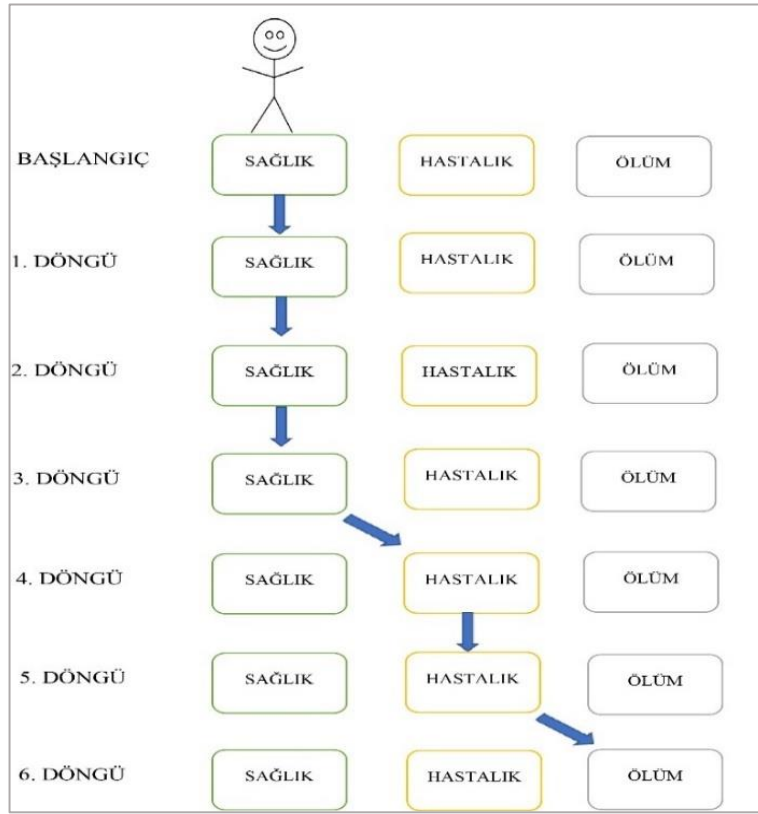 BAŞLANGIÇ SAĞLIK HASTALIK ÖLÜM
1. DÖNGÜ SAĞLIK HASTALIK ÖLÜM
2. DÖNGÜ SAĞLIK HASTALIK ÖLÜM
3. DÖNGÜ SAĞLIK HASTALIK ÖLÜM
4. DÖNGÜ SAĞLIK HASTALIK ÖLÜM
5. DÖNGÜ SAĞLIK HASTALIK ÖLÜM
6. DÖNGÜ SAĞLIK HASTALIK ÖLÜM